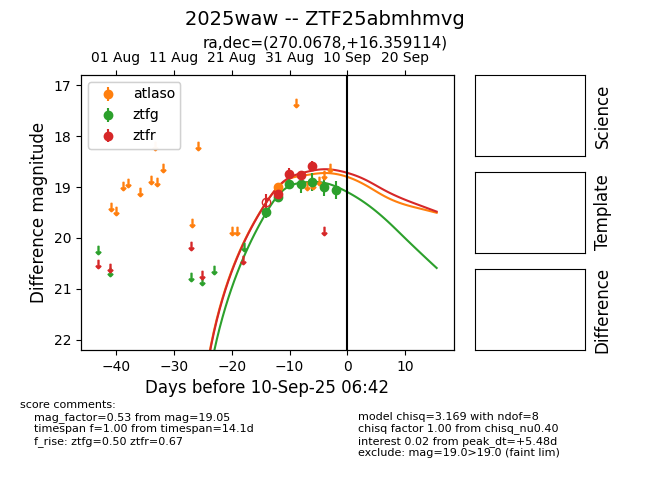 2025waw -- ZTF25abmhmvg
ra,dec=(270.0678,+16.359114)
01 Aug 11 Aug 21 Aug 31 Aug 10 Sep 20 Sep
17
18
19
20
21
22
Difference magnitude
atlaso
ztfg
ztfr
−40 −30 −20 −10 0 10
Days before 10-Sep-25 06:42
Science
Template
Difference
score comments:
mag_factor=0.53 from mag=19.05
timespan f=1.00 from timespan=14.1d
f_rise: ztfg=0.50 ztfr=0.67
model chisq=3.169 with ndof=8
chisq factor 1.00 from chisq_nu0.40
interest 0.02 from peak_dt=+5.48d
exclude: mag=19.0>19.0 (faint lim)